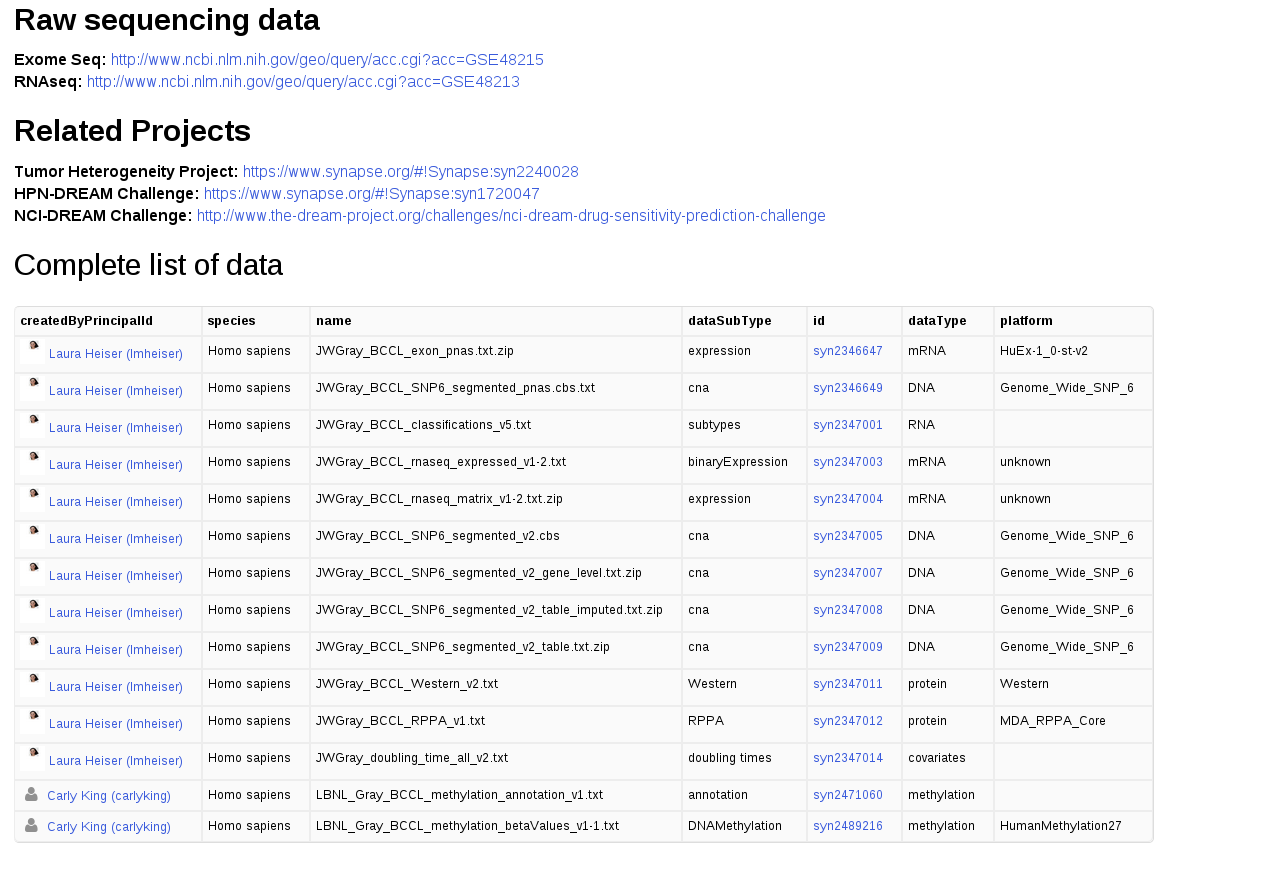 Raw sequencing data
Exome Seq: http://www.ncbi.nlm.nih.gov/geo/query/acc.cgi?acc=GSE48215
RNAseq: http://www.ncbi.nlm.nih.gov/geo/query/acc.cgi?acc=GSE48213
Related Projects
Tumor Heterogeneity Project: https://www.synapse.org/#!Synapse:syn2240028
HPN-DREAM Challenge: https://www.synapse.org/#!Synapse:syn1720047
NCI-DREAM Challenge: http://www.the-dream-project.org/challenges/nci-dream-drug-sensitivity-prediction-challenge
Complete list of data
createdByPrincipalId species name dataSubType id dataType platform
Laura Heiser (lmheiser) Homo sapiens JWGray_BCCL_exon_pnas.txt.zip expression syn2346647 mRNA HuEx-1_0-st-v2
Laura Heiser (lmheiser) Homo sapiens JWGray_BCCL_SNP6_segmented_pnas.cbs.txt cna syn2346649 DNA Genome_Wide_SNP_6
Laura Heiser (lmheiser) Homo sapiens JWGray_BCCL_classifications_v5.txt subtypes syn2347001 RNA
Laura Heiser (lmheiser) Homo sapiens JWGray_BCCL_rnaseq_expressed_v1-2.txt binaryExpression syn2347003 mRNA unknown
Laura Heiser (lmheiser) Homo sapiens JWGray_BCCL_rnaseq_matrix_v1-2.txt.zip expression syn2347004 mRNA unknown
Laura Heiser (lmheiser) Homo sapiens JWGray_BCCL_SNP6_segmented_v2.cbs cna syn2347005 DNA Genome_Wide_SNP_6
Laura Heiser (lmheiser) Homo sapiens JWGray_BCCL_SNP6_segmented_v2_gene_level.txt.zip cna syn2347007 DNA Genome_Wide_SNP_6
Laura Heiser (lmheiser) Homo sapiens JWGray_BCCL_SNP6_segmented_v2_table_imputed.txt.zip cna syn2347008 DNA Genome_Wide_SNP_6
Laura Heiser (lmheiser) Homo sapiens JWGray_BCCL_SNP6_segmented_v2_table.txt.zip cna syn2347009 DNA Genome_Wide_SNP_6
Laura Heiser (lmheiser) Homo sapiens JWGray_BCCL_Western_v2.txt Western syn2347011 protein Western
Laura Heiser (lmheiser) Homo sapiens JWGray_BCCL_RPPA_v1.txt RPPA syn2347012 protein MDA_RPPA_Core
Laura Heiser (lmheiser) Homo sapiens JWGray_doubling_time_all_v2.txt doubling times syn2347014 covariates
Carly King (carlyking) Homo sapiens LBNL_Gray_BCCL_methylation_annotation_v1.txt annotation syn2471060 methylation
Carly King (carlyking) Homo sapiens LBNL_Gray_BCCL_methylation_betaValues_v1-1.txt DNAMethylation syn2489216 methylation HumanMethylation27